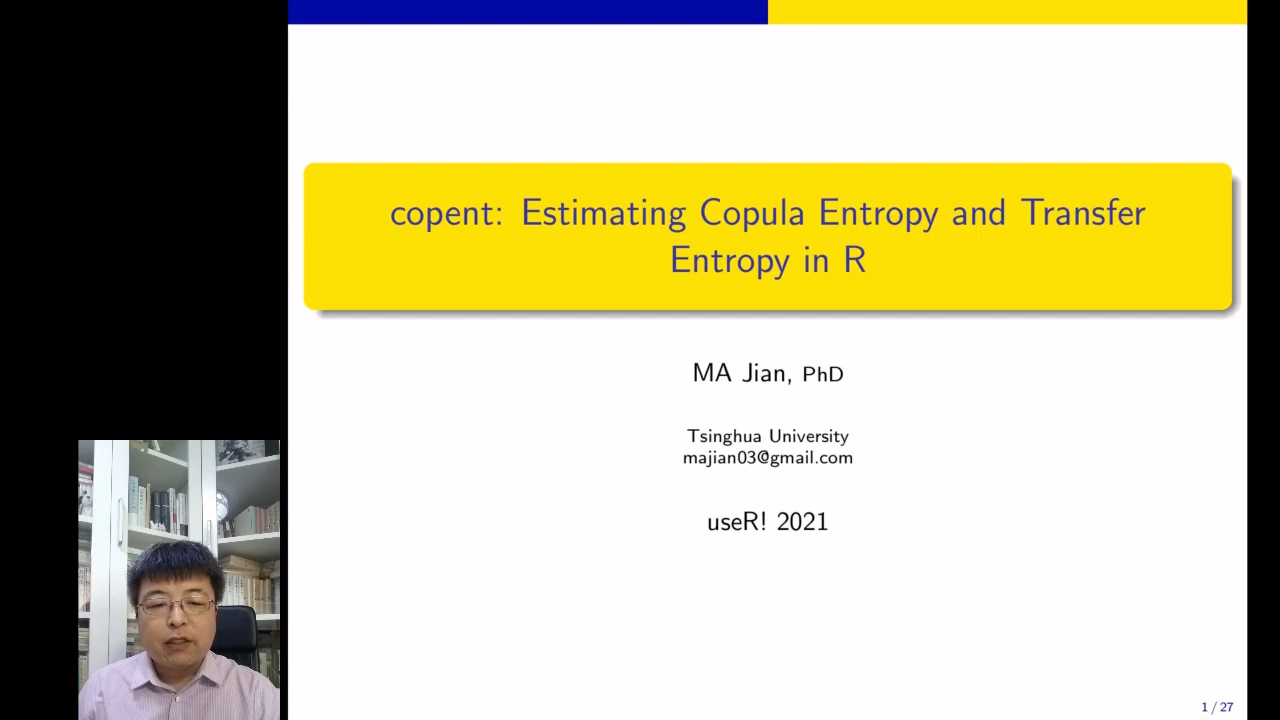 copent: Estimating Copula Entropy and Transfer
Entropy in R
MA Jian, PhD
Tsinghua University
majian03@gmail.com
useR! 2021
1 / 27